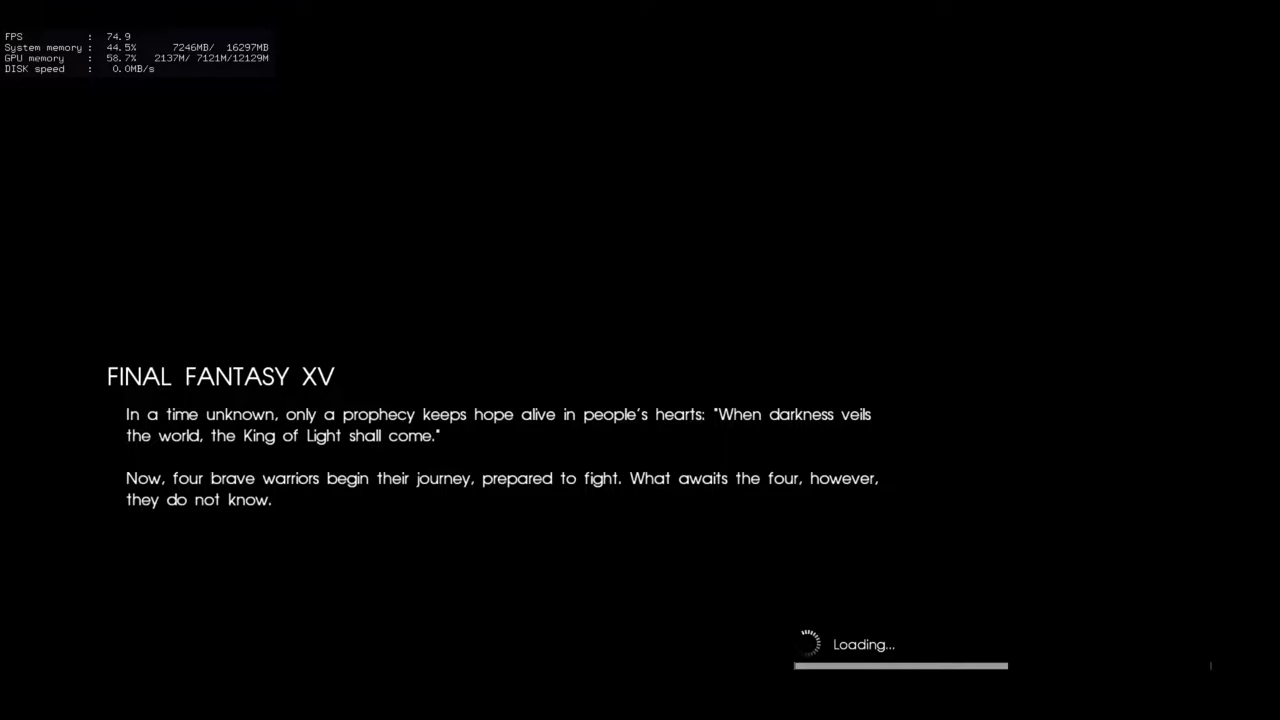 FPS : 74.9
System memory : 44.5% 7246MB/ 16297MB
GPU memory : 58.7% 2137M/ 7121M/12129M
DISK speed : 0.0MB/s
FINAL FANTASY XV
In a time unknown, only a prophecy keeps hope alive in people's hearts: "When darkness veils
the world, the King of Light shall come."
Now, four brave warriors begin their journey, prepared to fight. What awaits the four, however,
they do not know.
Loading...